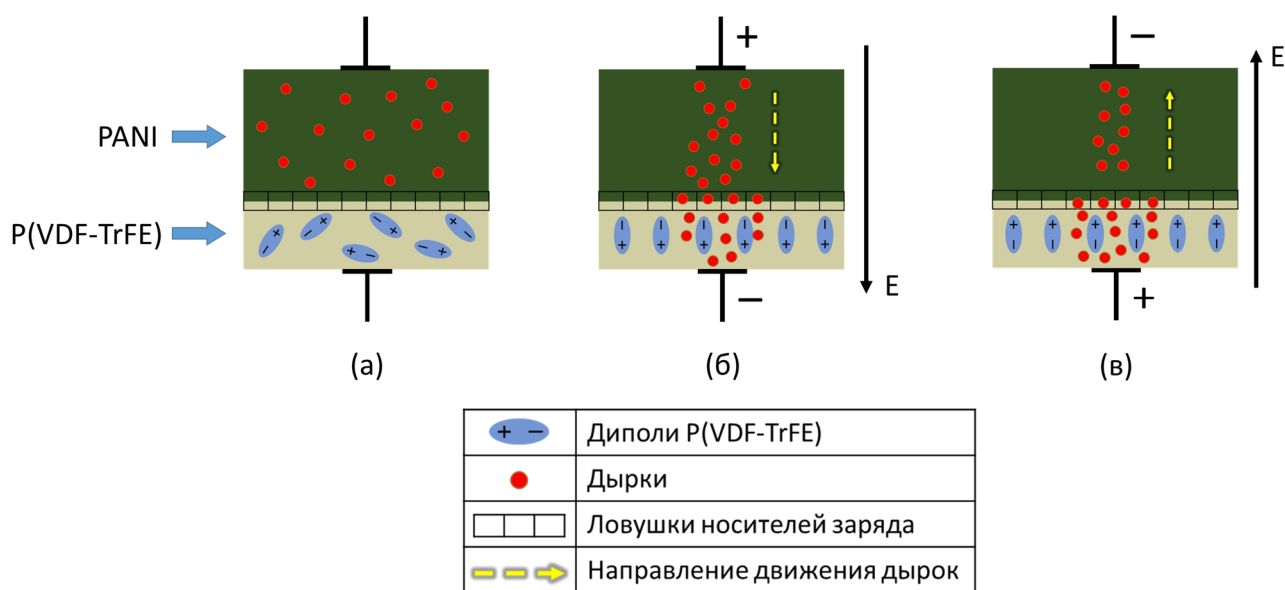 +
−
E
E
PANI
P(VDF-TrFE)
−
+
(а)
(б)
(в)
+ − Диполи P(VDF-TrFE)
Дырки
Ловушки носителей заряда
Направление движения дырок